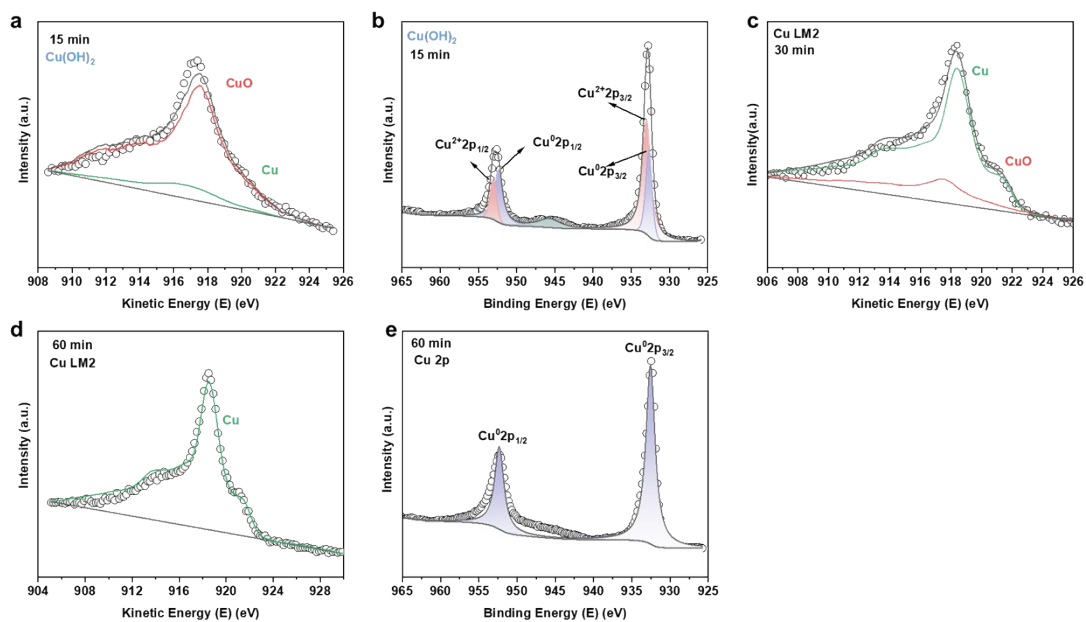 a
15 min
Cu(OH)₂
CuO
Cu
Intensity (a.u.)
908 910 912 914 916 918 920 922 924 926
Kinetic Energy (E) (eV)
b
Cu(OH)₂
15 min
Cu²⁺2p₃/₂
Cu²⁺2p₁/₂
Cu⁰2p₁/₂
Cu⁰2p₃/₂
Intensity (a.u.)
965 960 955 950 945 940 935 930 925
Binding Energy (E) (eV)
c
Cu LM2
30 min
Cu
CuO
Intensity(a.u.)
906 908 910 912 914 916 918 920 922 924 926
Kinetic Energy (E) (eV)
d
60 min
Cu LM2
Cu
Intensity (a.u.)
904 908 912 916 920 924 928
Kinetic Energy (E) (eV)
e
60 min
Cu 2p
Cu⁰2p₃/₂
Cu⁰2p₁/₂
Intensity (a.u.)
965 960 955 950 945 940 935 930 925
Binding Energy (E) (eV)